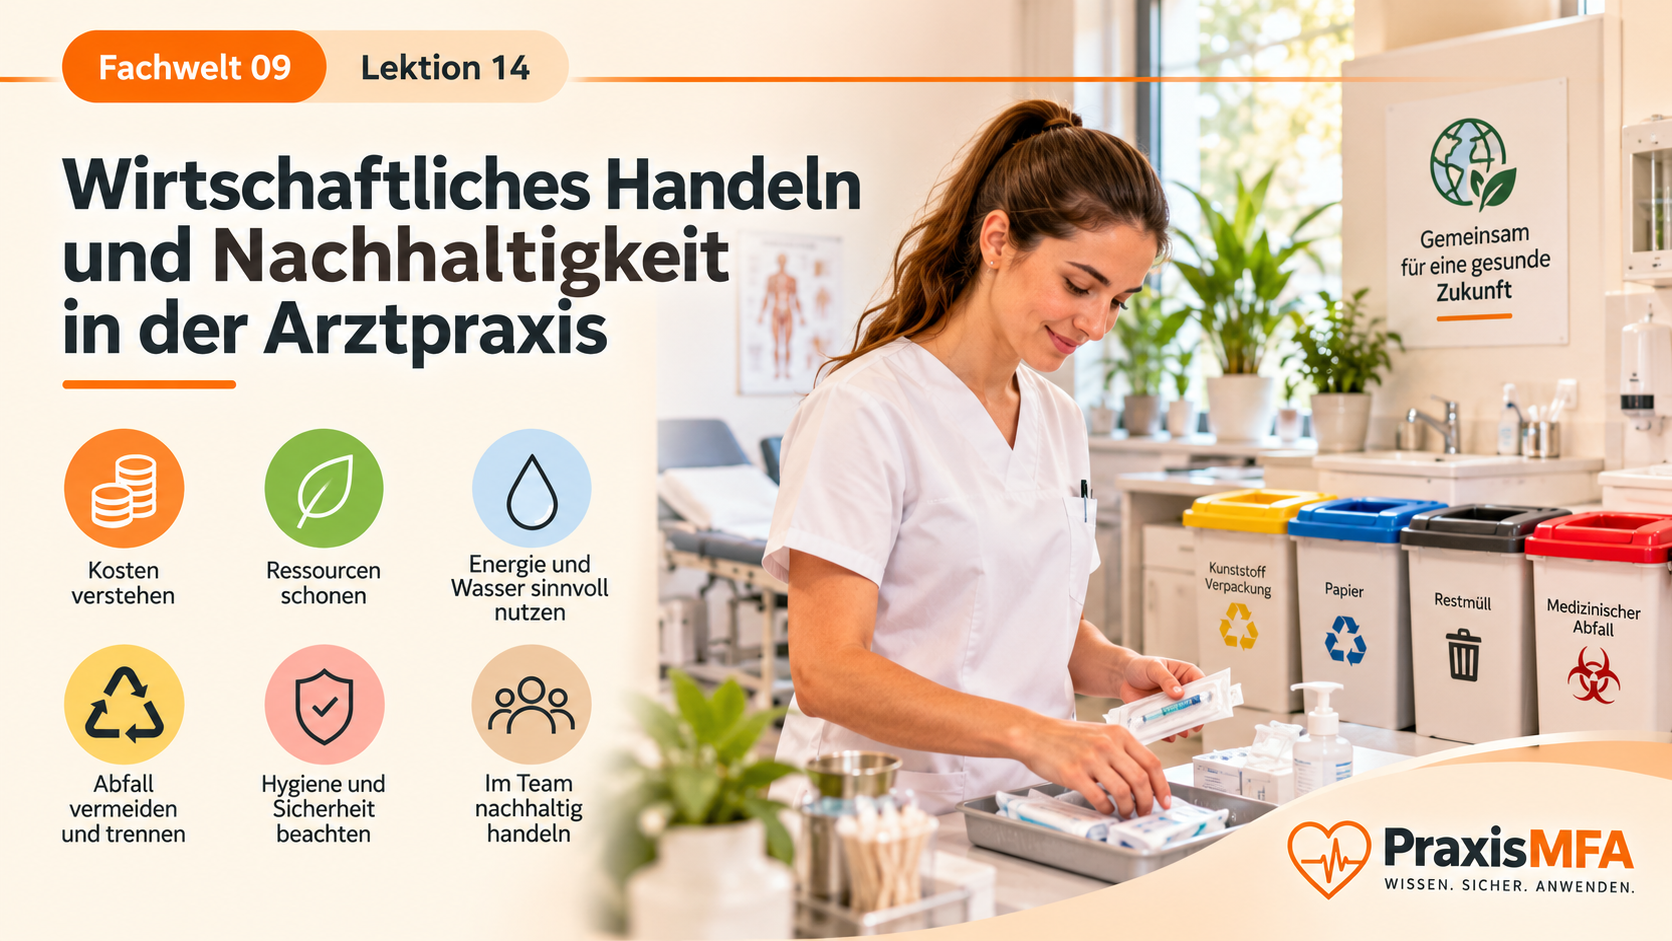 Fachwelt 09
Lektion 14
Wirtschaftliches Handeln
und Nachhaltigkeit
in der Arztpraxis
Kosten
verstehen
Ressourcen
schonen
Energie und
Wasser sinnvoll
nutzen
Abfall
vermeiden
und trennen
Hygiene und
Sicherheit
beachten
Im Team
nachhaltig
handeln
Gemeinsam
für eine gesunde
Zukunft
Kunststoff
Verpackung
Papier
Restmüll
Medizinischer
Abfall
PraxisMFA
WISSEN. SICHER. ANWENDEN.